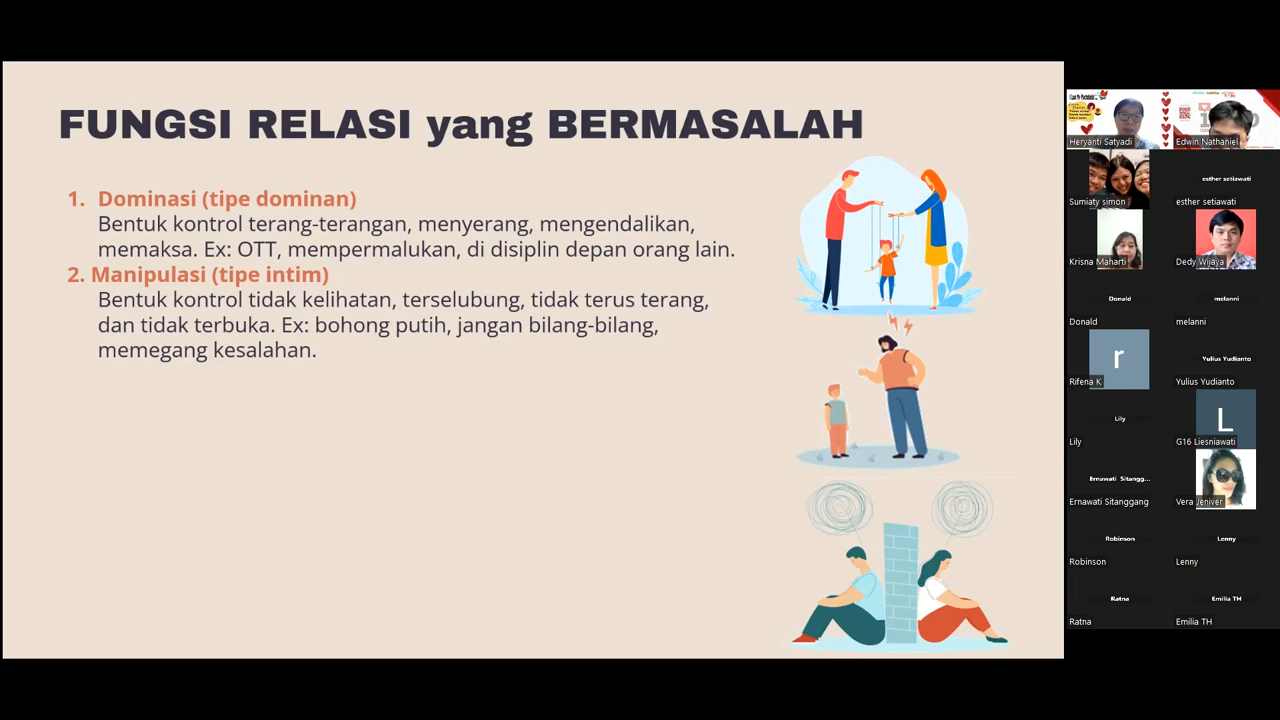 FUNGSI RELASI yang BERMASALAH
1. Dominasi (tipe dominan)
Bentuk kontrol terang-terangan, menyerang, mengendalikan,
memaksa. Ex: OTT, mempermalukan, di disiplin depan orang lain.
2. Manipulasi (tipe intim)
Bentuk kontrol tidak kelihatan, terselubung, tidak terus terang,
dan tidak terbuka. Ex: bohong putih, jangan bilang-bilang,
memegang kesalahan.
Heryanti Satyadi
Edwin Nathaniel
Sumiaty simon
esther setiawati
esther setiawati
Krisna Maharti
Dedy Wijaya
Donald
melanni
Donald
melanni
r
Yulius Yudianto
Rifena K
Yulius Yudianto
Lily
L
Lily
G16 Liesniawati
Ernawati Sitangg...
Ernawati Sitanggang
Vera Jeniver
Robinson
Lenny
Robinson
Lenny
Ratna
Emilia TH
Ratna
Emilia TH